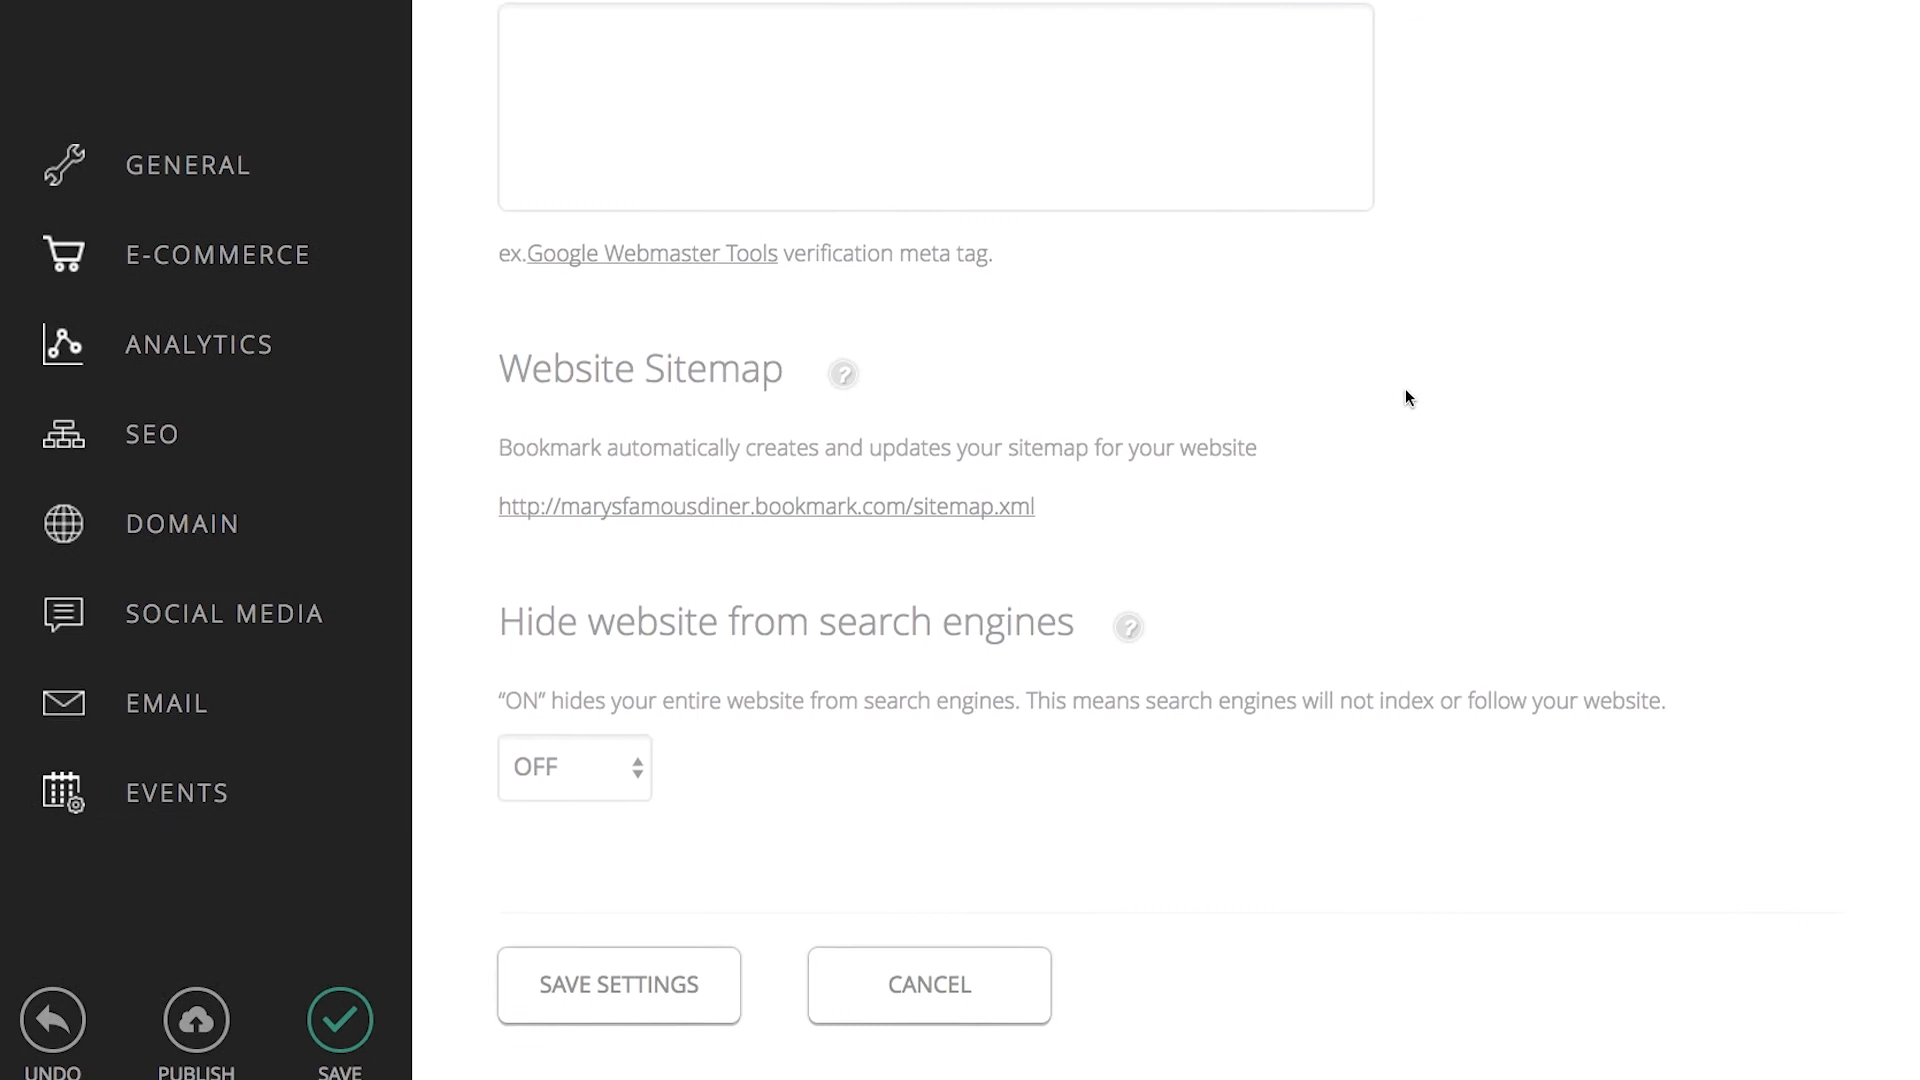 GENERAL
E-COMMERCE
ANALYTICS
SEO
DOMAIN
SOCIAL MEDIA
EMAIL
EVENTS
UNDO
PUBLISH
SAVE
ex.Google Webmaster Tools verification meta tag.
Website Sitemap ?
Bookmark automatically creates and updates your sitemap for your website
http://marysfamousdiner.bookmark.com/sitemap.xml
Hide website from search engines ?
“ON” hides your entire website from search engines. This means search engines will not index or follow your website.
OFF
SAVE SETTINGS
CANCEL